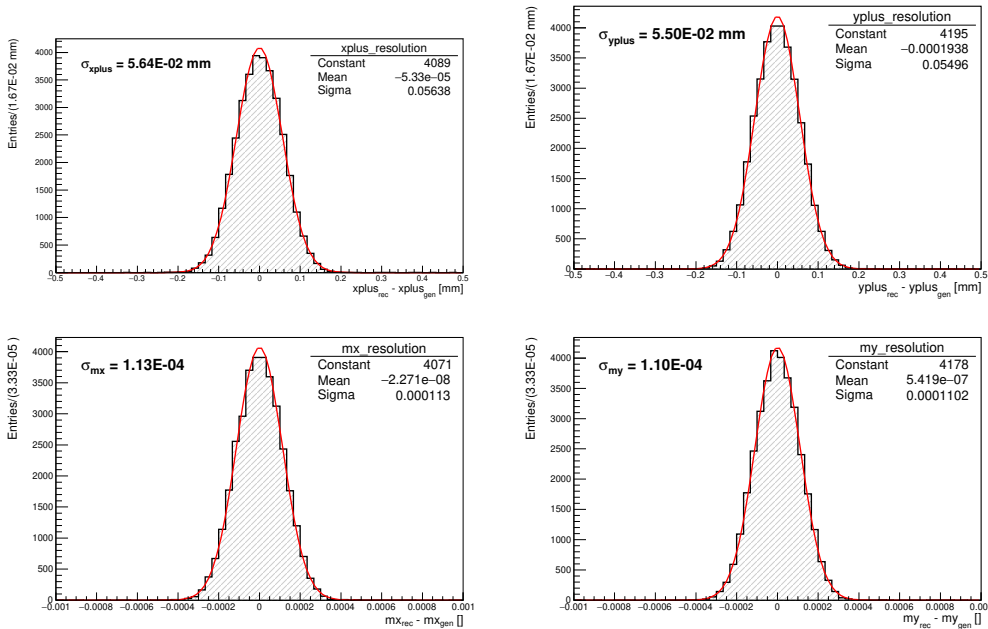 σxplus = 5.64E-02 mm
xplus_resolution
Constant 4089
Mean −5.33e−05
Sigma 0.05638
Entries/(1.67E-02 mm)
4000
3500
3000
2500
2000
1500
1000
500
0
−0.5 −0.4 −0.3 −0.2 −0.1 0 0.1 0.2 0.3 0.4 0.5
xplusrec - xplusgen [mm]
σyplus = 5.50E-02 mm
yplus_resolution
Constant 4195
Mean −0.0001938
Sigma 0.05496
Entries/(1.67E-02 mm)
4000
3500
3000
2500
2000
1500
1000
500
0
−0.5 −0.4 −0.3 −0.2 −0.1 0 0.1 0.2 0.3 0.4 0.5
yplusrec - yplusgen [mm]
σmx = 1.13E-04
mx_resolution
Constant 4071
Mean −2.271e−08
Sigma 0.000113
Entries/(3.33E-05 )
4000
3500
3000
2500
2000
1500
1000
500
0
−0.001 −0.0008 −0.0006 −0.0004 −0.0002 0 0.0002 0.0004 0.0006 0.0008 0.001
mxrec - mxgen []
σmy = 1.10E-04
my_resolution
Constant 4178
Mean 5.419e−07
Sigma 0.0001102
Entries/(3.33E-05 )
4000
3500
3000
2500
2000
1500
1000
500
0
−0.001 −0.0008 −0.0006 −0.0004 −0.0002 0 0.0002 0.0004 0.0006 0.0008 0.00
myrec - mygen []